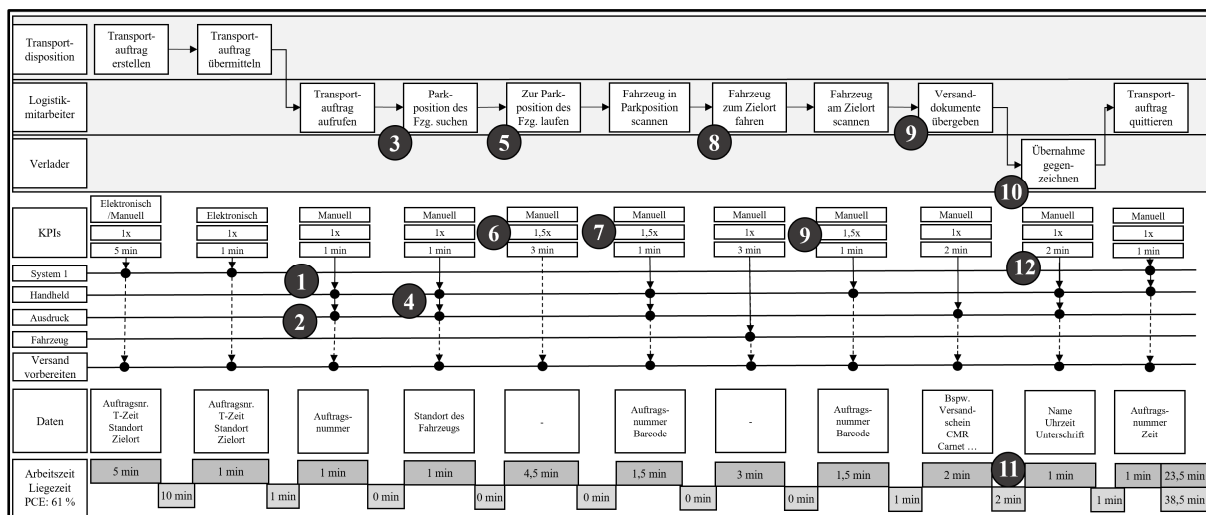 Transport-
disposition
Transport-
auftrag
erstellen
Transport-
auftrag
übermitteln
Logistik-
mitarbeiter
Transport-
auftrag
aufrufen
Park-
position des
Fzg. suchen
Zur Park-
position des
Fzg. laufen
Fahrzeug in
Parkposition
scannen
Fahrzeug
zum Zielort
fahren
Fahrzeug
am Zielort
scannen
Versand-
dokumente
übergeben
Transport-
auftrag
quittieren
3
5
8
9
Verlader
Übernahme
gegen-
zeichnen
10
KPIs
Elektronisch
/Manuell
1x
5 min
Elektronisch
1x
1 min
Manuell
1x
1 min
Manuell
1x
1 min
6
Manuell
1,5x
3 min
7
Manuell
1,5x
1 min
Manuell
1x
3 min
9
Manuell
1,5x
1 min
Manuell
1x
2 min
Manuell
1x
2 min
Manuell
1x
1 min
12
System 1
1
Handheld
4
Ausdruck
2
Fahrzeug
Versand
vorbereiten
Daten
Auftragsnr.
T-Zeit
Standort
Zielort
Auftragsnr.
T-Zeit
Standort
Zielort
Auftrags-
nummer
Standort des
Fahrzeugs
-
Auftrags-
nummer
Barcode
-
Auftrags-
nummer
Barcode
Bspw.
Versand-
schein
CMR
Carnet ...
Name
Uhrzeit
Unterschrift
Auftrags-
nummer
Zeit
Arbeitszeit
Liegezeit
PCE: 61 %
5 min 1 min 1 min 1 min 4,5 min 1,5 min 3 min 1,5 min 2 min 11 1 min 1 min 23,5 min
10 min 1 min 0 min 0 min 0 min 0 min 0 min 1 min 2 min 1 min 38,5 min